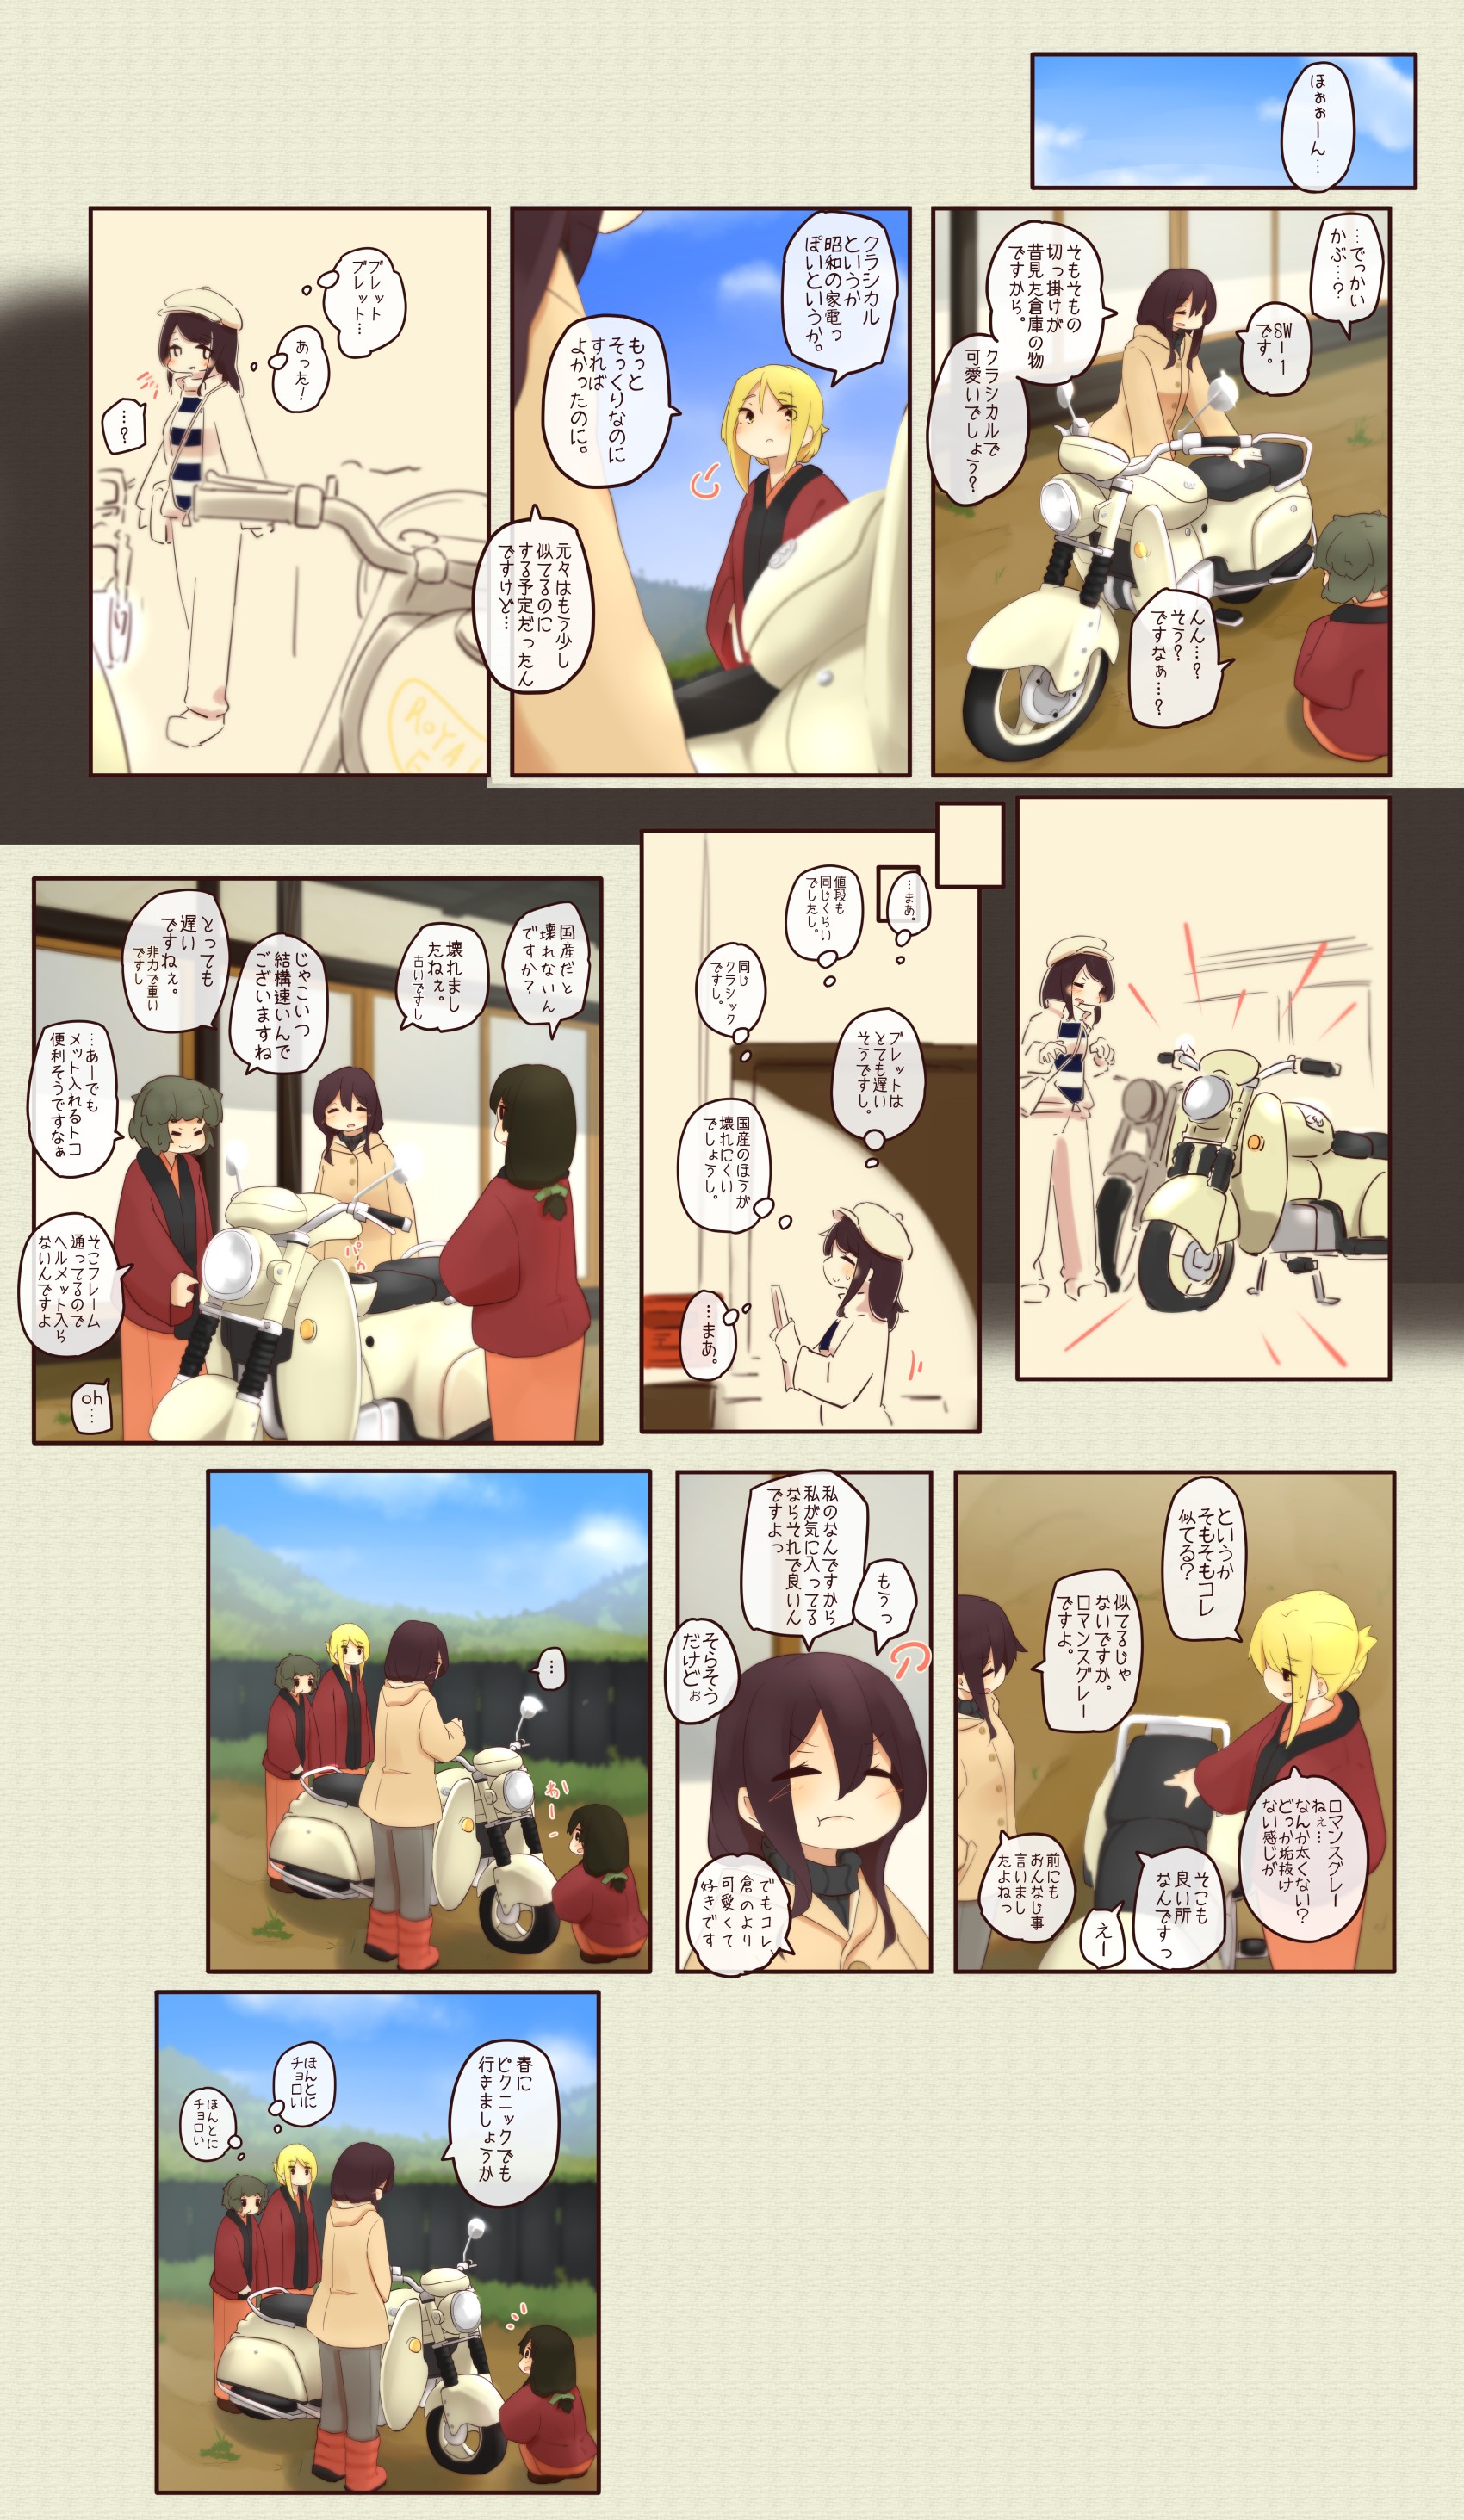 ほぉぉーん…
…でっかい
かぶ…?
SW-1
です。
そもそもの
切っ掛けが
昔見た倉庫の物
ですから。
クラシカルで
可愛いでしょう?
んん…?
そう?
ですなぁ…?
クラシカル
というか
昭和の家電っ
ぽいというか。
もっと
そっくりなのに
すれば
よかったのに。
元々はもう少し
似てるのに
する予定だったん
ですけど…
ブレット
ブレット…
あった!
…?
ROYAL
E
…まあ。
値段も
同じくらい
でしたし。
同じ
クラシック
ですし。
ブレットは
とても遅い
そうですし。
国産のほうが
壊れにくい
でしょうし。
…まあ。
国産だと
壊れないん
ですか?
壊れまし
たねぇ。
古いですし
じゃこいつ
結構速いんで
ございますね
とっても
遅い
ですねぇ。
非力で重い
ですし
…あーでも
メット入れるトコ
便利そうですなぁ
パカ
そこフレーム
通ってるので
ヘルメット入ら
ないんですよ
oh
…
というか
そもそもコレ
似てる?
似てるじゃ
ないですか。
ロマンスグレー
ですよ。
ロマンスグレー
ねぇ…
なんか太くない?
どっか垢抜け
ない感じが
そこも
良い所
なんですっ
えー
前にも
おんなじ事
言いまし
たよねっ
もうっ
私のなんですから
私が気に入ってる
ならそれで良いん
ですよっ
そらそう
だけどぉ
でもコレ、
倉のより
可愛くて
好きです
…
わー
春に
ピクニックでも
行きましょうか
ほんとに
チョロい
ほんとに
チョロい